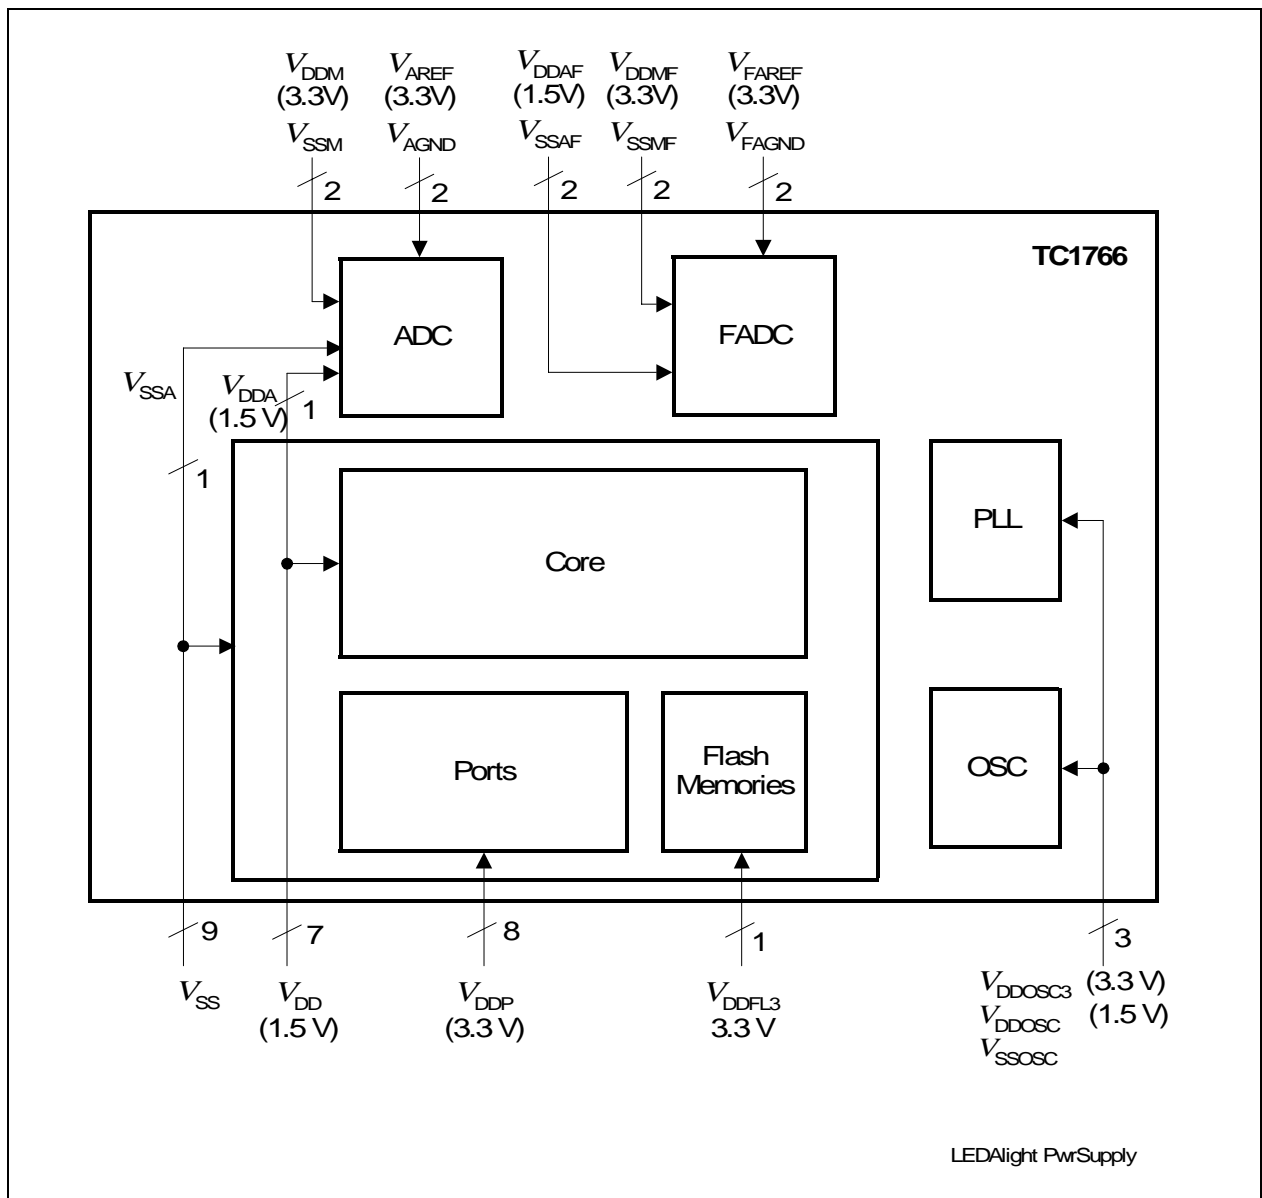 VDDM VAREF VDDAF VDDMF VFAREF
(3.3V) (3.3V) (1.5V) (3.3V) (3.3V)
VSSM VAGND VSSAF VSSMF VFAGND
2 2 2 2 2
TC1766
ADC FADC
VSSA VDDA
(1.5 V) 1
1
PLL
Core
Ports
Flash
Memories
OSC
9 7 8 1 3
VSS VDD VDDP VDDFL3 VDDOSC3 (3.3 V)
(1.5 V) (3.3 V) 3.3 V VDDOSC (1.5 V)
VSSOSC
LEDAlight PwrSupply